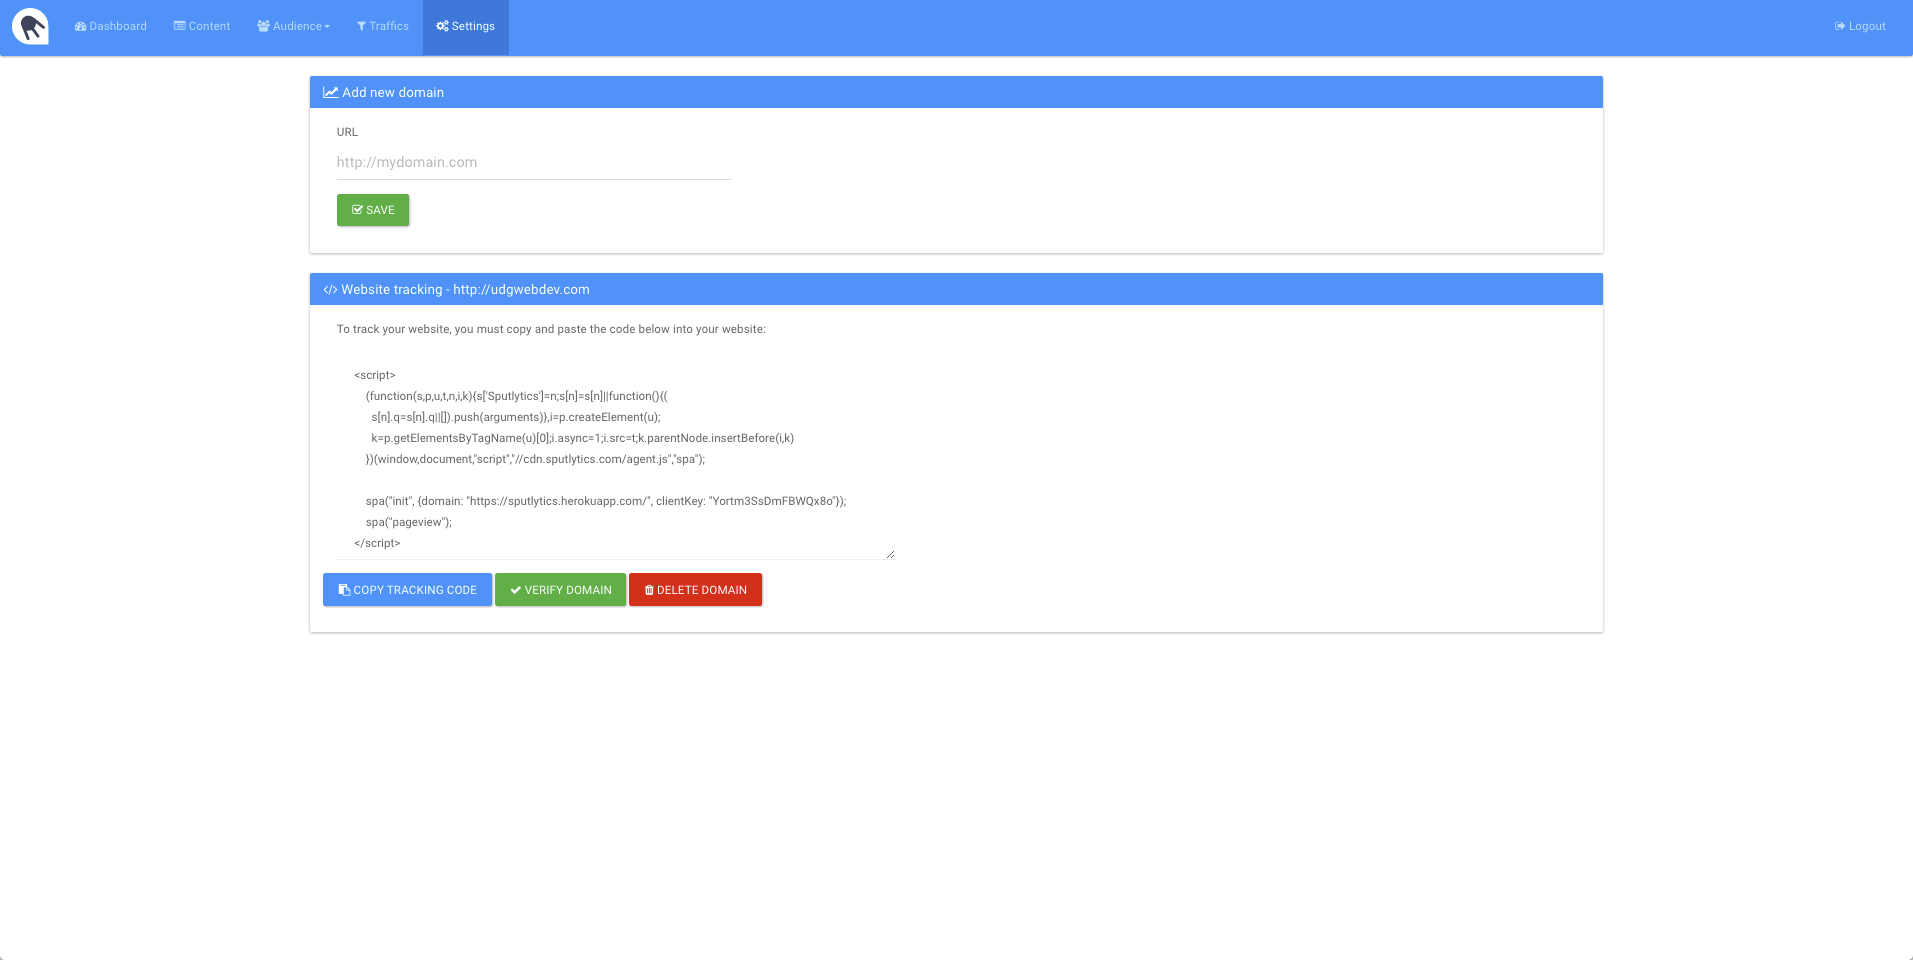 Dashboard Content Audience Traffics Settings Logout
Add new domain
URL
http://mydomain.com
SAVE
</> Website tracking - http://udgwebdev.com
To track your website, you must copy and paste the code below into your website:
<script>
(function(s,p,u,t,n,i,k){s['Sputlytics']=n;s[n]=s[n]||function(){(
s[n].q=s[n].q||[]).push(arguments)},i=p.createElement(u);
k=p.getElementsByTagName(u)[0];i.async=1;i.src=t;k.parentNode.insertBefore(i,k)
})(window,document,"script","//cdn.sputlytics.com/agent.js","spa");
spa("init", {domain: "https://sputlytics.herokuapp.com/", clientKey: "Yortm3SsDmFBWQx8o"});
spa("pageview");
</script>
COPY TRACKING CODE VERIFY DOMAIN DELETE DOMAIN